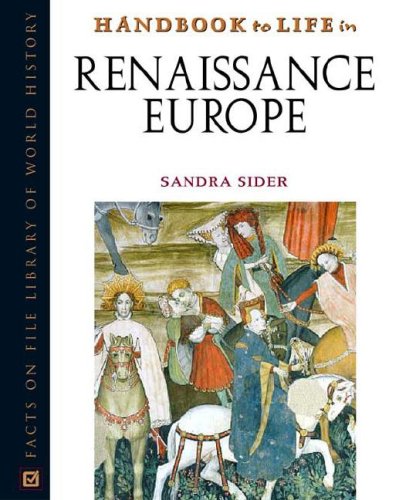 HANDBOOK to LIFE in
RENAISSANCE
EUROPE
SANDRA SIDER
FACTS ON FILE LIBRARY OF WORLD HISTORY